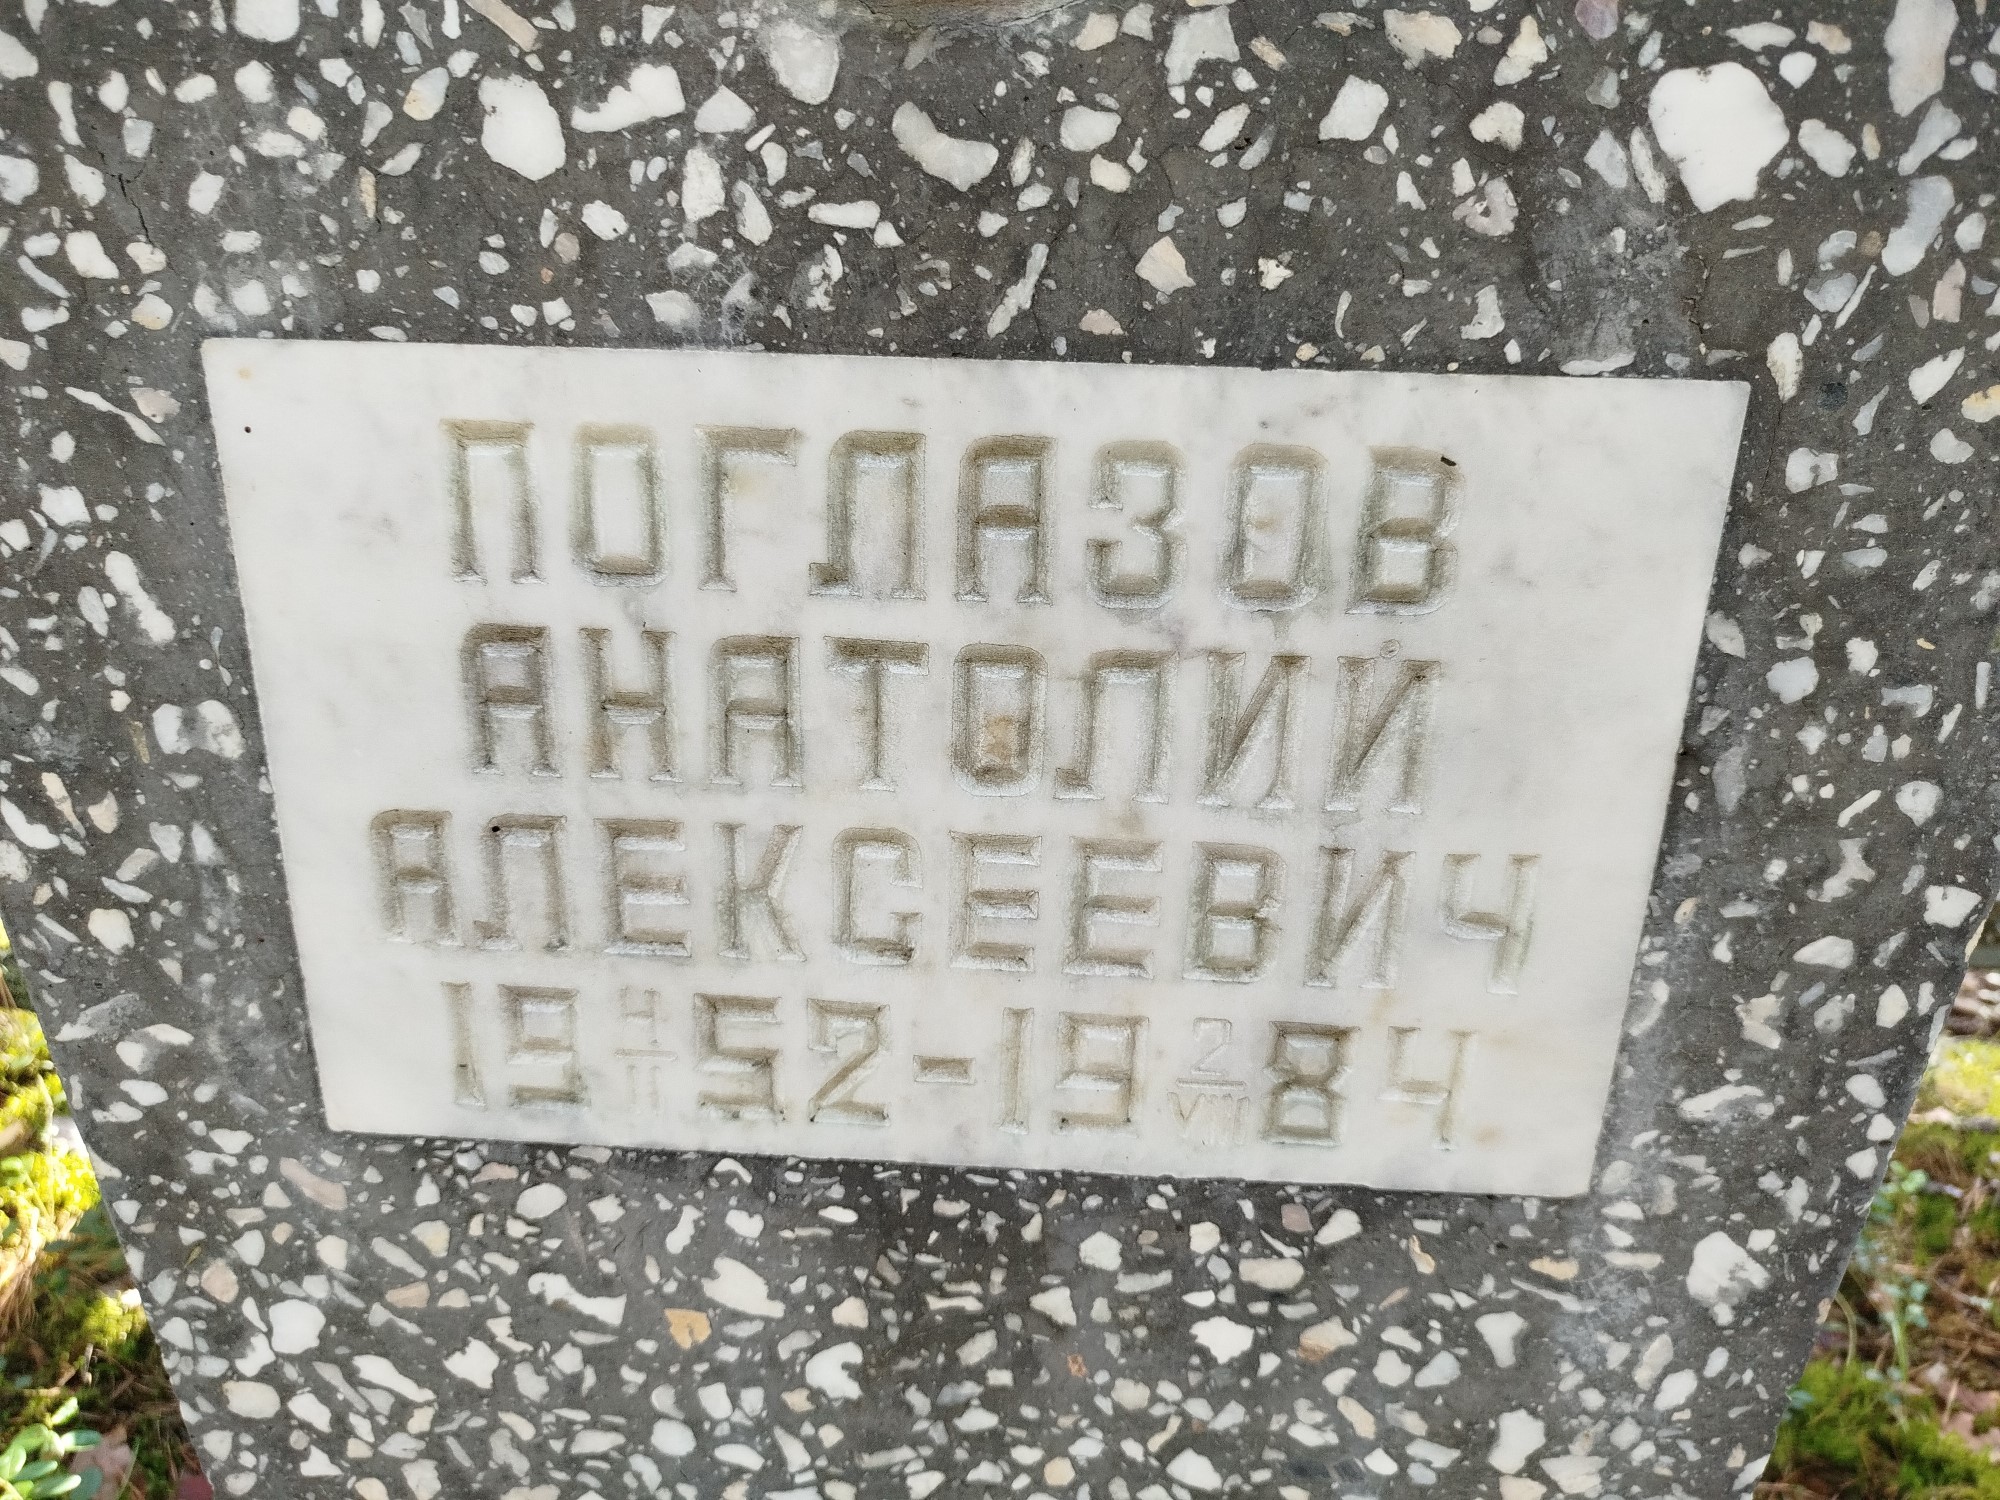 ПОГЛАЗОВ
АНАТОЛИЙ
АЛЕКСЕЕВИЧ
19 4/II 52 - 19 2/VIII 84